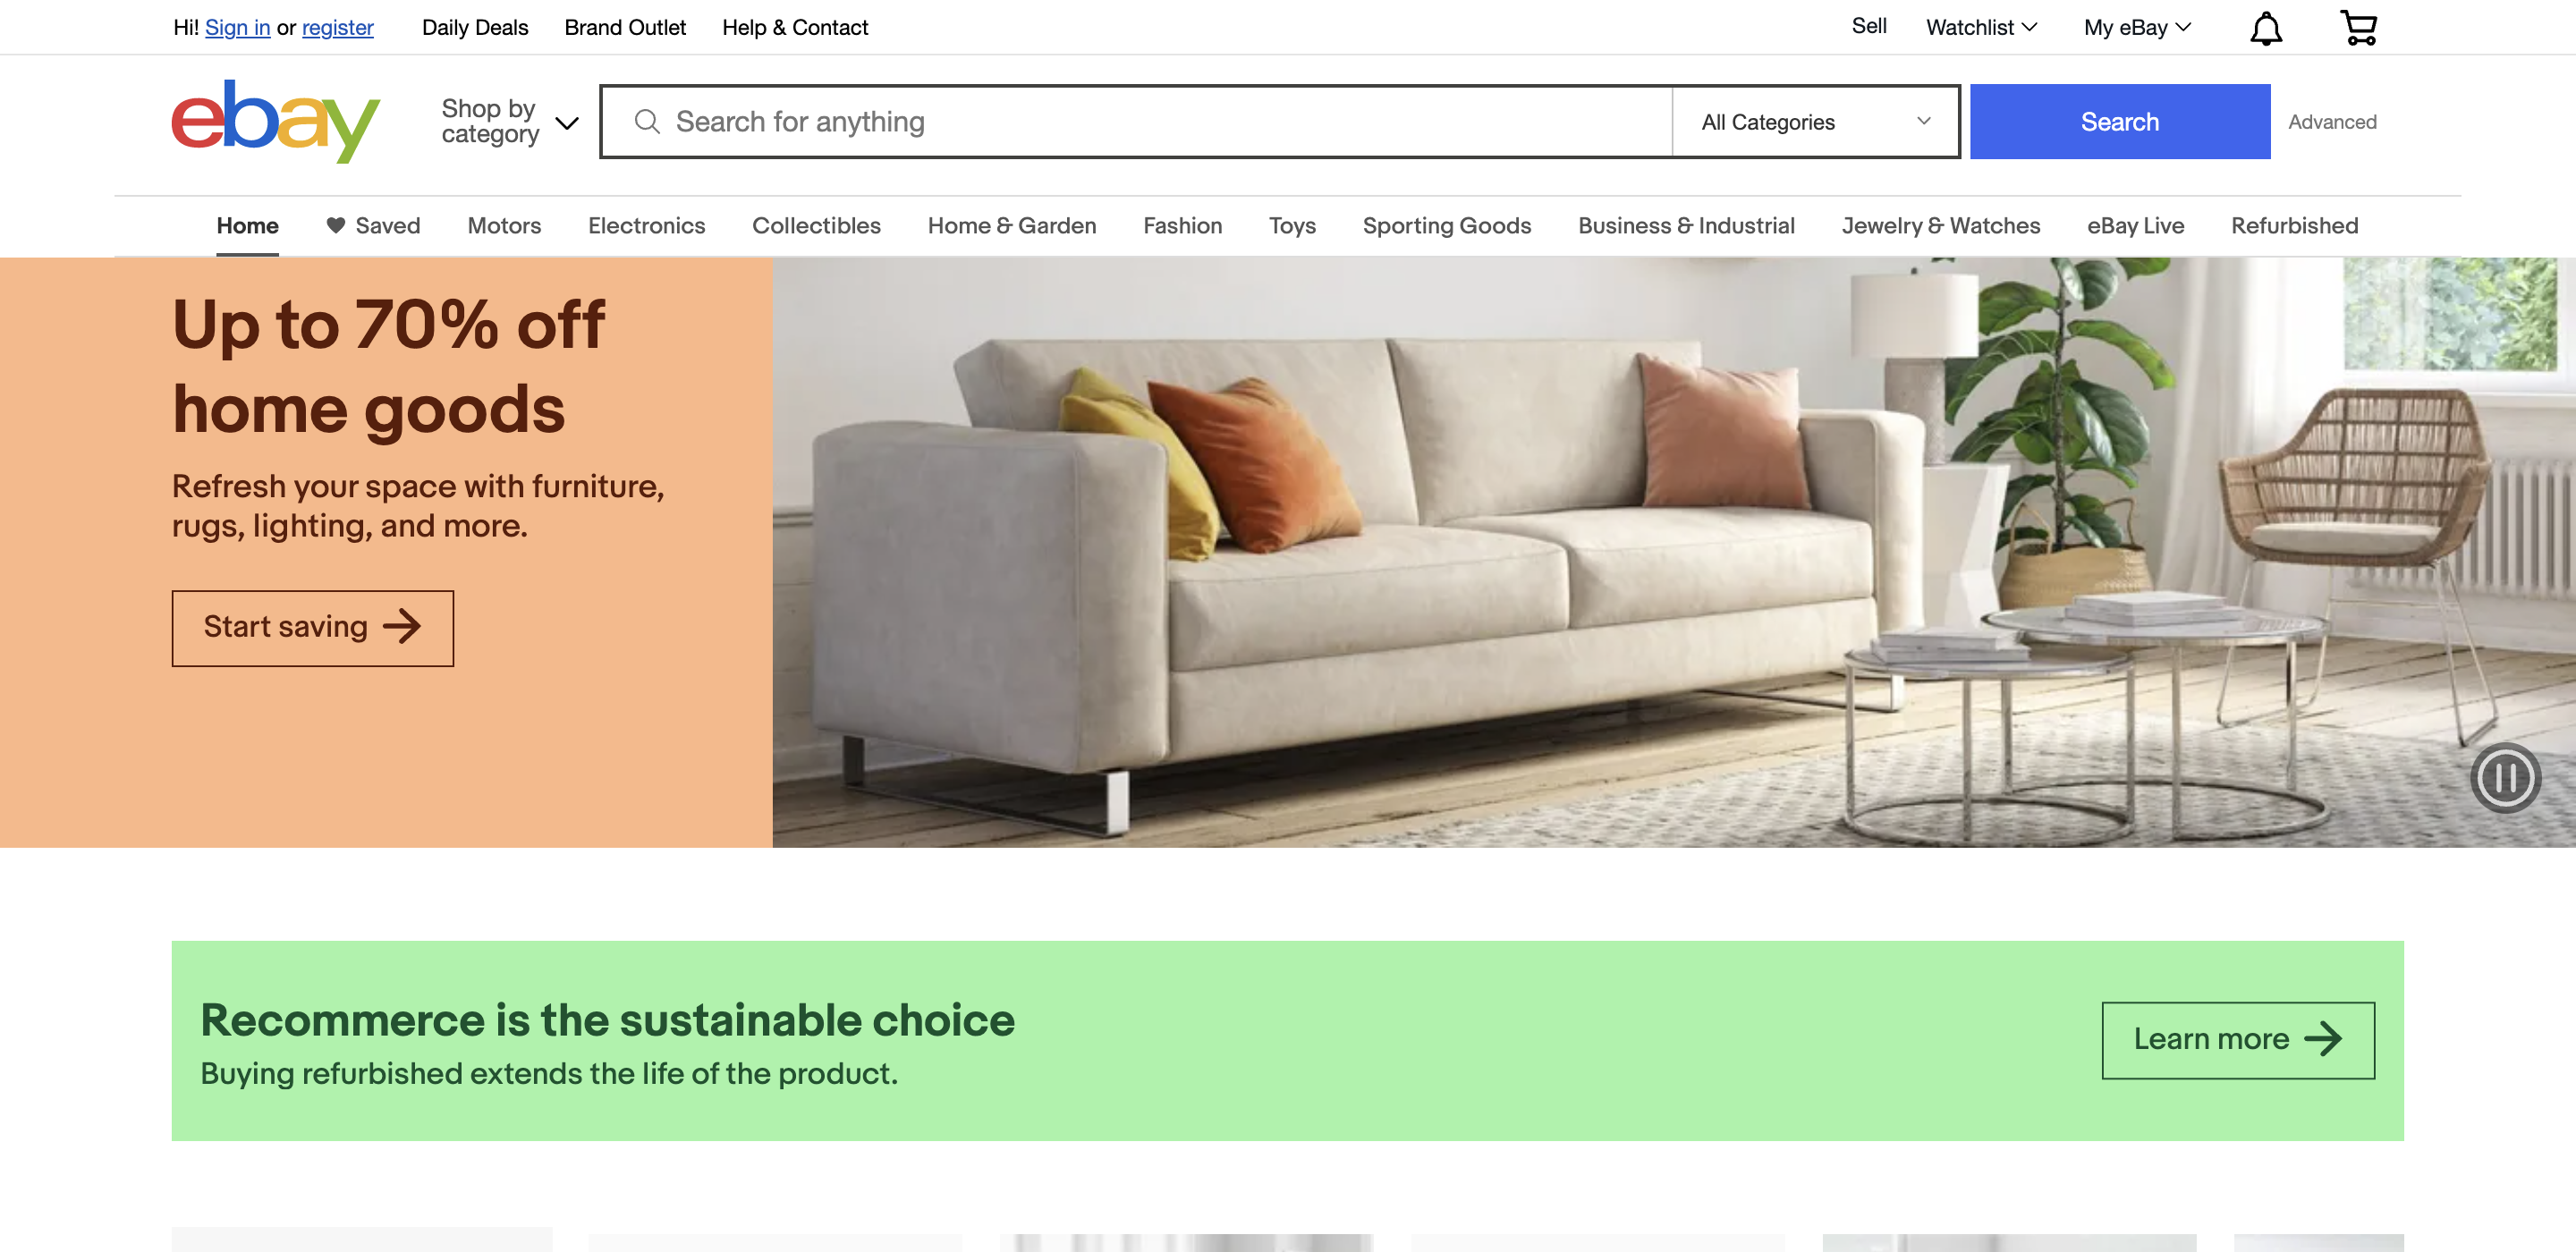 Hi! Sign in or register Daily Deals Brand Outlet Help & Contact Sell Watchlist My eBay
ebay
Shop by
category
Search for anything All Categories Search Advanced
Home Saved Motors Electronics Collectibles Home & Garden Fashion Toys Sporting Goods Business & Industrial Jewelry & Watches eBay Live Refurbished
Up to 70% off
home goods
Refresh your space with furniture,
rugs, lighting, and more.
Start saving
Recommerce is the sustainable choice
Buying refurbished extends the life of the product.
Learn more